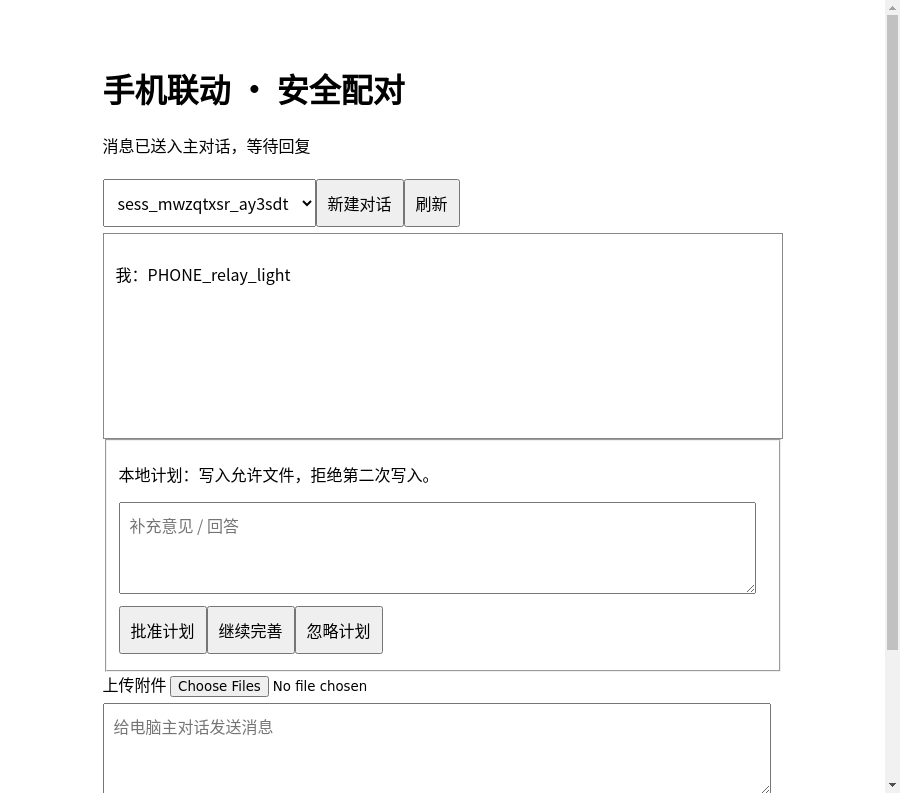 手机联动 · 安全配对
消息已送入主对话，等待回复
sess_mwzqtxsr_ay3sdt 新建对话 刷新
我：PHONE_relay_light
本地计划：写入允许文件，拒绝第二次写入。
补充意见 / 回答
批准计划 继续完善 忽略计划
上传附件 Choose Files No file chosen
给电脑主对话发送消息